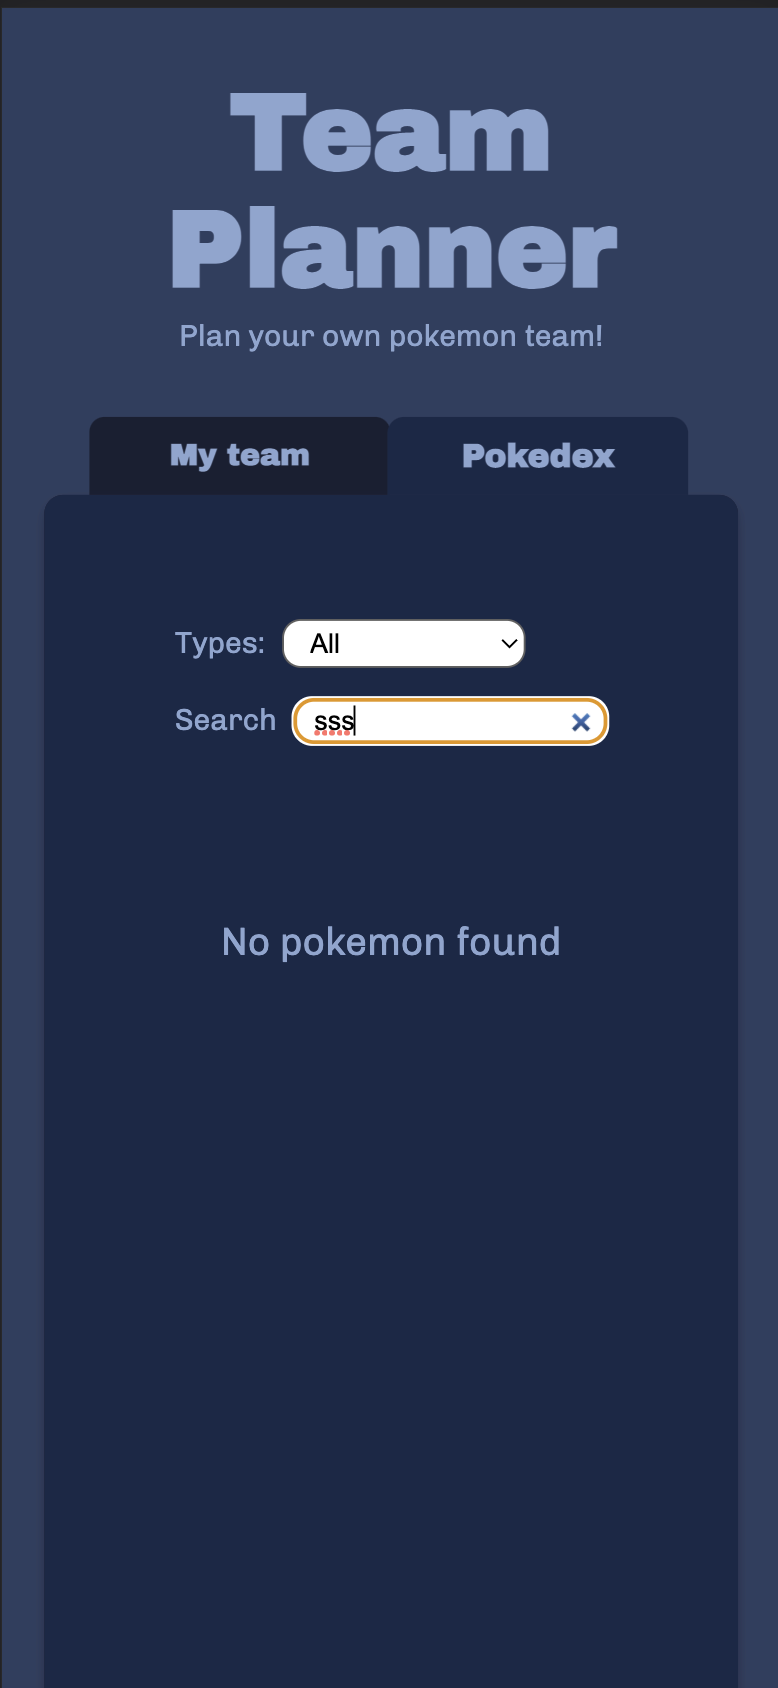 Team
Planner
Plan your own pokemon team!
My team
Pokedex
Types: All
Search sss
No pokemon found